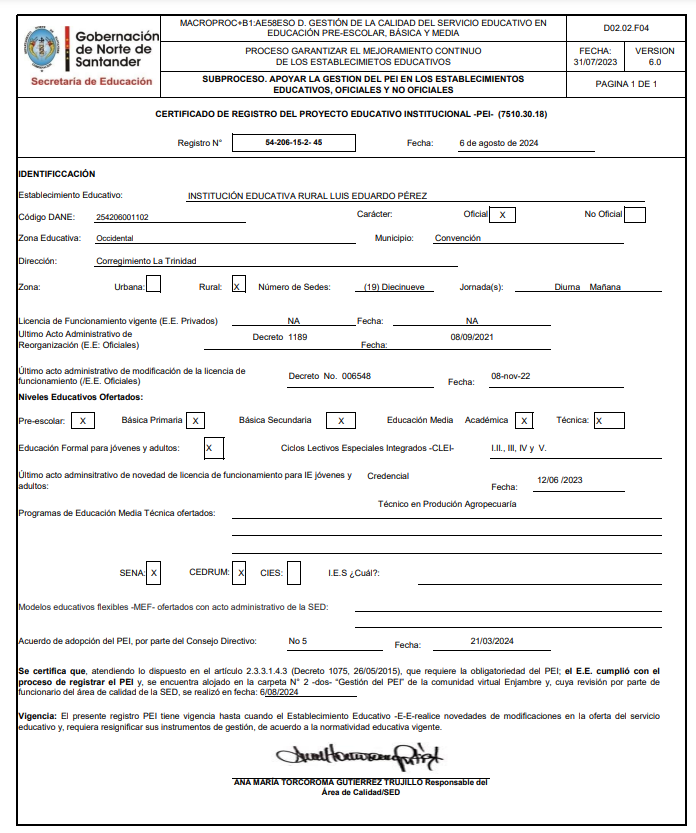 Gobernación
de Norte de
Santander
Secretaría de Educación
MACROPROC+B1:AE58ESO D. GESTIÓN DE LA CALIDAD DEL SERVICIO EDUCATIVO EN
EDUCACIÓN PRE-ESCOLAR, BÁSICA Y MEDIA
D02.02.F04
PROCESO GARANTIZAR EL MEJORAMIENTO CONTINUO
DE LOS ESTABLECIMIETOS EDUCATIVOS
FECHA:
31/07/2023
VERSION
6.0
SUBPROCESO. APOYAR LA GESTION DEL PEI EN LOS ESTABLECIMIENTOS
EDUCATIVOS, OFICIALES Y NO OFICIALES
PAGINA 1 DE 1
CERTIFICADO DE REGISTRO DEL PROYECTO EDUCATIVO INSTITUCIONAL -PEI- (7510.30.18)
Registro N° 54-206-15-2- 45 Fecha: 6 de agosto de 2024
IDENTIFICCACIÓN
Establecimiento Educativo: INSTITUCIÓN EDUCATIVA RURAL LUIS EDUARDO PÉREZ
Código DANE: 254206001102 Carácter: Oficial X No Oficial
Zona Educativa: Occidental Municipio: Convención
Dirección: Corregimiento La Trinidad
Zona: Urbana: Rural: X Número de Sedes: (19) Diecinueve Jornada(s): Diurna Mañana
Licencia de Funcionamiento vigente (E.E. Privados) NA Fecha: NA
Ultimo Acto Administrativo de
Reorganización (E.E: Oficiales) Decreto 1189 Fecha: 08/09/2021
Último acto administrativo de modificación de la licencia de
funcionamiento (/E.E. Oficiales) Decreto No. 006548 Fecha: 08-nov-22
Niveles Educativos Ofertados:
Pre-escolar: X Básica Primaria X Básica Secundaria X Educación Media Académica X Técnica: X
Educación Formal para jóvenes y adultos: X Ciclos Lectivos Especiales Integrados -CLEI- I.II., III, IV y V.
Último acto adminsitrativo de novedad de licencia de funcionamiento para IE jóvenes y
adultos: Credencial Fecha: 12/06 /2023
Técnico en Produción Agropecuaría
Programas de Educación Media Técnica ofertados:
SENA: X CEDRUM: X CIES: I.E.S ¿Cuál?:
Modelos educativos flexibles -MEF- ofertados con acto administrativo de la SED:
Acuerdo de adopción del PEI, por parte del Consejo Directivo: No 5 Fecha: 21/03/2024
Se certifica que, atendiendo lo dispuesto en el artículo 2.3.3.1.4.3 (Decreto 1075, 26/05/2015), que requiere la obligatoriedad del PEI; el E.E. cumplió con el
proceso de registrar el PEI y, se encuentra alojado en la carpeta N° 2 -dos- “Gestión del PEI” de la comunidad virtual Enjambre y, cuya revisión por parte de
funcionario del área de calidad de la SED, se realizó en fecha: 6/08/2024
Vigencia: El presente registro PEI tiene vigencia hasta cuando el Establecimiento Educativo -E-E-realice novedades de modificaciones en la oferta del servicio
educativo y, requiera resignificar sus instrumentos de gestión, de acuerdo a la normatividad educativa vigente.
ANA MARÍA TORCOROMA GUTIERREZ TRUJILLO Responsable del
Área de Calidad/SED